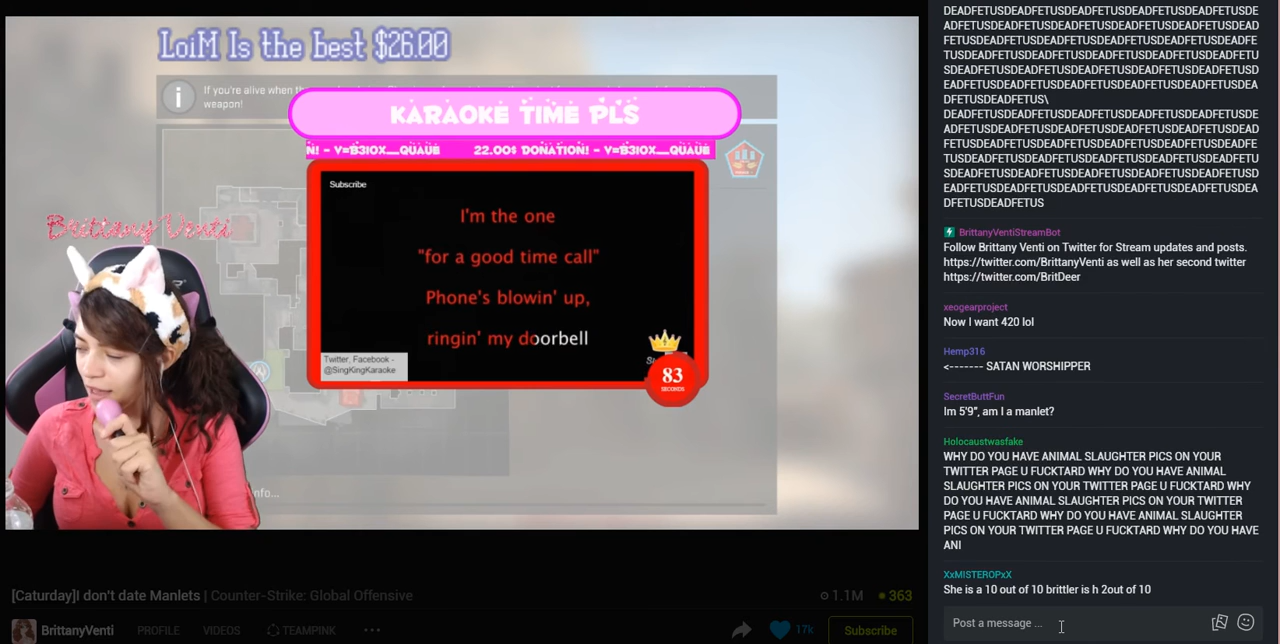 LoiM Is the best $26.00
If you're alive when th
weapon!
KARAOKE TIME PLS
N! - V=B3IOX__QUAUE 22.00$ DONATION! - V=B3IOX__QUAUE
Subscribe
I'm the one
"for a good time call"
Phone's blowin' up,
ringin' my doorbell
Twitter, Facebook -
@SingKingKaraoke
83
SECONDS
Brittany Venti
nfo...
[Caturday]I don't date Manlets | Counter-Strike: Global Offensive
1.1M 363
BrittanyVenti PROFILE VIDEOS TEAMPINK ... 17k Subscribe
DEADFETUSDEADFETUSDEADFETUSDEADFETUSDEADFETUSDE
ADFETUSDEADFETUSDEADFETUSDEADFETUSDEADFETUSDEAD
FETUSDEADFETUSDEADFETUSDEADFETUSDEADFETUSDEADFE
TUSDEADFETUSDEADFETUSDEADFETUSDEADFETUSDEADFETU
SDEADFETUSDEADFETUSDEADFETUSDEADFETUSDEADFETUSD
EADFETUSDEADFETUSDEADFETUSDEADFETUSDEADFETUSDEA
DFETUSDEADFETUS\
DEADFETUSDEADFETUSDEADFETUSDEADFETUSDEADFETUSDE
ADFETUSDEADFETUSDEADFETUSDEADFETUSDEADFETUSDEAD
FETUSDEADFETUSDEADFETUSDEADFETUSDEADFETUSDEADFE
TUSDEADFETUSDEADFETUSDEADFETUSDEADFETUSDEADFETU
SDEADFETUSDEADFETUSDEADFETUSDEADFETUSDEADFETUSD
EADFETUSDEADFETUSDEADFETUSDEADFETUSDEADFETUSDEA
DFETUSDEADFETUS
BrittanyVentiStreamBot
Follow Brittany Venti on Twitter for Stream updates and posts.
https://twitter.com/BrittanyVenti as well as her second twitter
https://twitter.com/BritDeer
xeogearproject
Now I want 420 lol
Hemp316
<------- SATAN WORSHIPPER
SecretButtFun
Im 5'9", am I a manlet?
Holocaustwasfake
WHY DO YOU HAVE ANIMAL SLAUGHTER PICS ON YOUR
TWITTER PAGE U FUCKTARD WHY DO YOU HAVE ANIMAL
SLAUGHTER PICS ON YOUR TWITTER PAGE U FUCKTARD WHY
DO YOU HAVE ANIMAL SLAUGHTER PICS ON YOUR TWITTER
PAGE U FUCKTARD WHY DO YOU HAVE ANIMAL SLAUGHTER
PICS ON YOUR TWITTER PAGE U FUCKTARD WHY DO YOU HAVE
ANI
XxMISTEROPxX
She is a 10 out of 10 brittler is h 2out of 10
Post a message ...